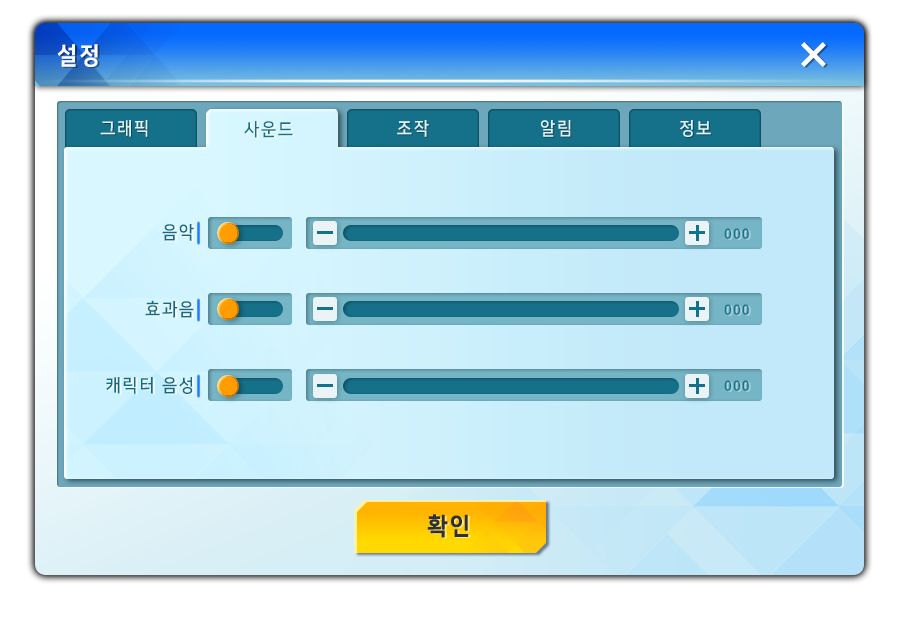 설정
그래픽 사운드 조작 알림 정보
음악 000
효과음 000
캐릭터 음성 000
확인